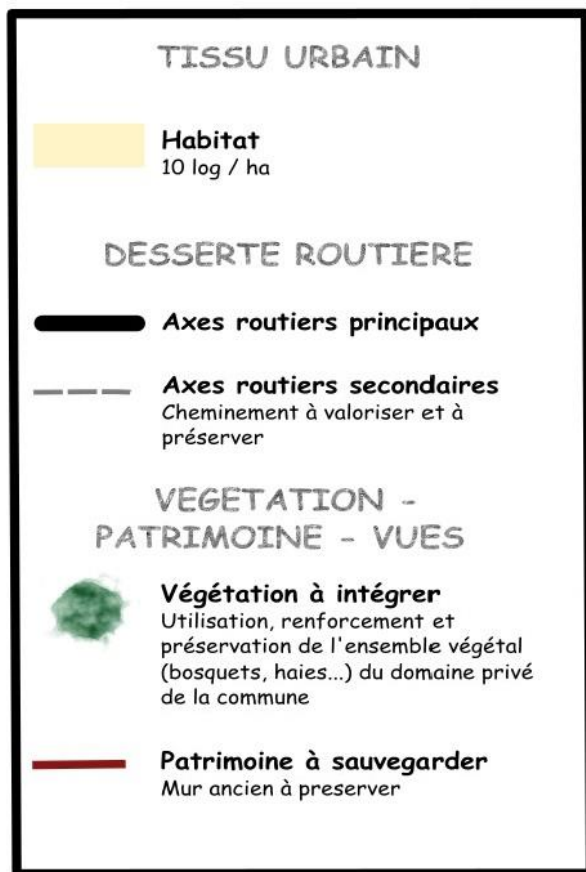 TISSU URBAIN
Habitat
10 log / ha
DESSERTE ROUTIERE
Axes routiers principaux
Axes routiers secondaires
Cheminement à valoriser et à
préserver
VEGETATION -
PATRIMOINE - VUES
Végétation à intégrer
Utilisation, renforcement et
préservation de l'ensemble végétal
(bosquets, haies...) du domaine privé
de la commune
Patrimoine à sauvegarder
Mur ancien à preserver